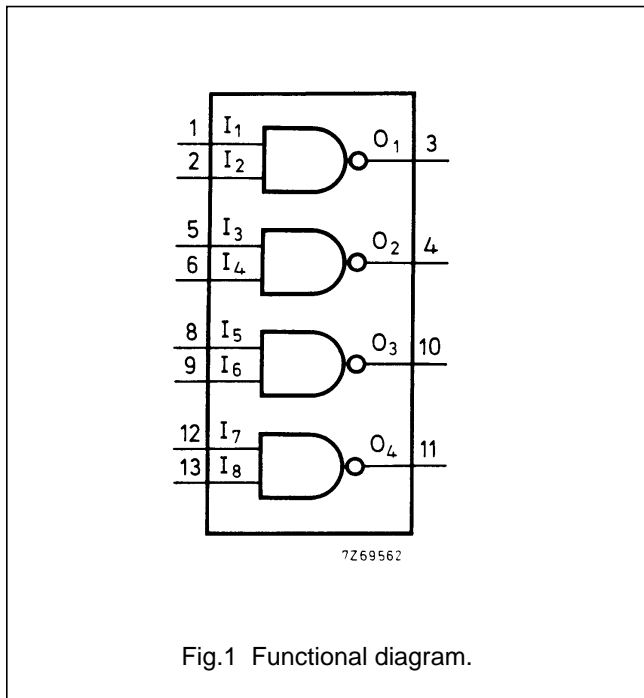 1 I1 O1 3
2 I2
5 I3 O2 4
6 I4
8 I5 O3 10
9 I6
12 I7 O4 11
13 I8
7Z69562
Fig.1 Functional diagram.